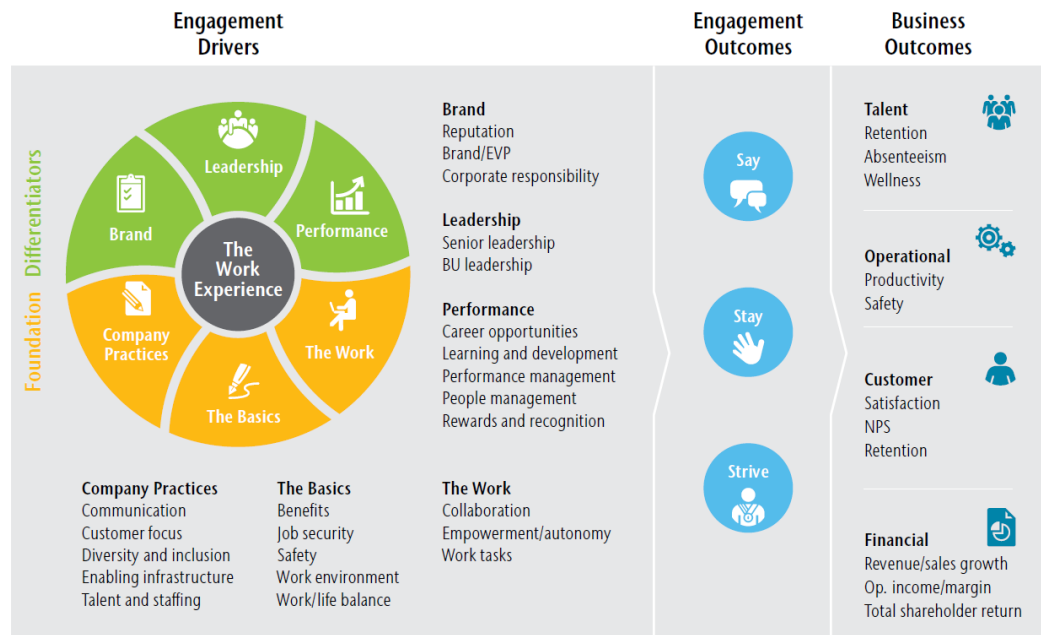 Engagement
Drivers
Engagement
Outcomes
Business
Outcomes
Differentiators
Foundation
Leadership
Brand
Performance
The
Work
Experience
Company
Practices
The Work
The Basics
Brand
Reputation
Brand/EVP
Corporate responsibility
Leadership
Senior leadership
BU leadership
Performance
Career opportunities
Learning and development
Performance management
People management
Rewards and recognition
Company Practices
Communication
Customer focus
Diversity and inclusion
Enabling infrastructure
Talent and staffing
The Basics
Benefits
Job security
Safety
Work environment
Work/life balance
The Work
Collaboration
Empowerment/autonomy
Work tasks
Say
Stay
Strive
Talent
Retention
Absenteeism
Wellness
Operational
Productivity
Safety
Customer
Satisfaction
NPS
Retention
Financial
Revenue/sales growth
Op. income/margin
Total shareholder return